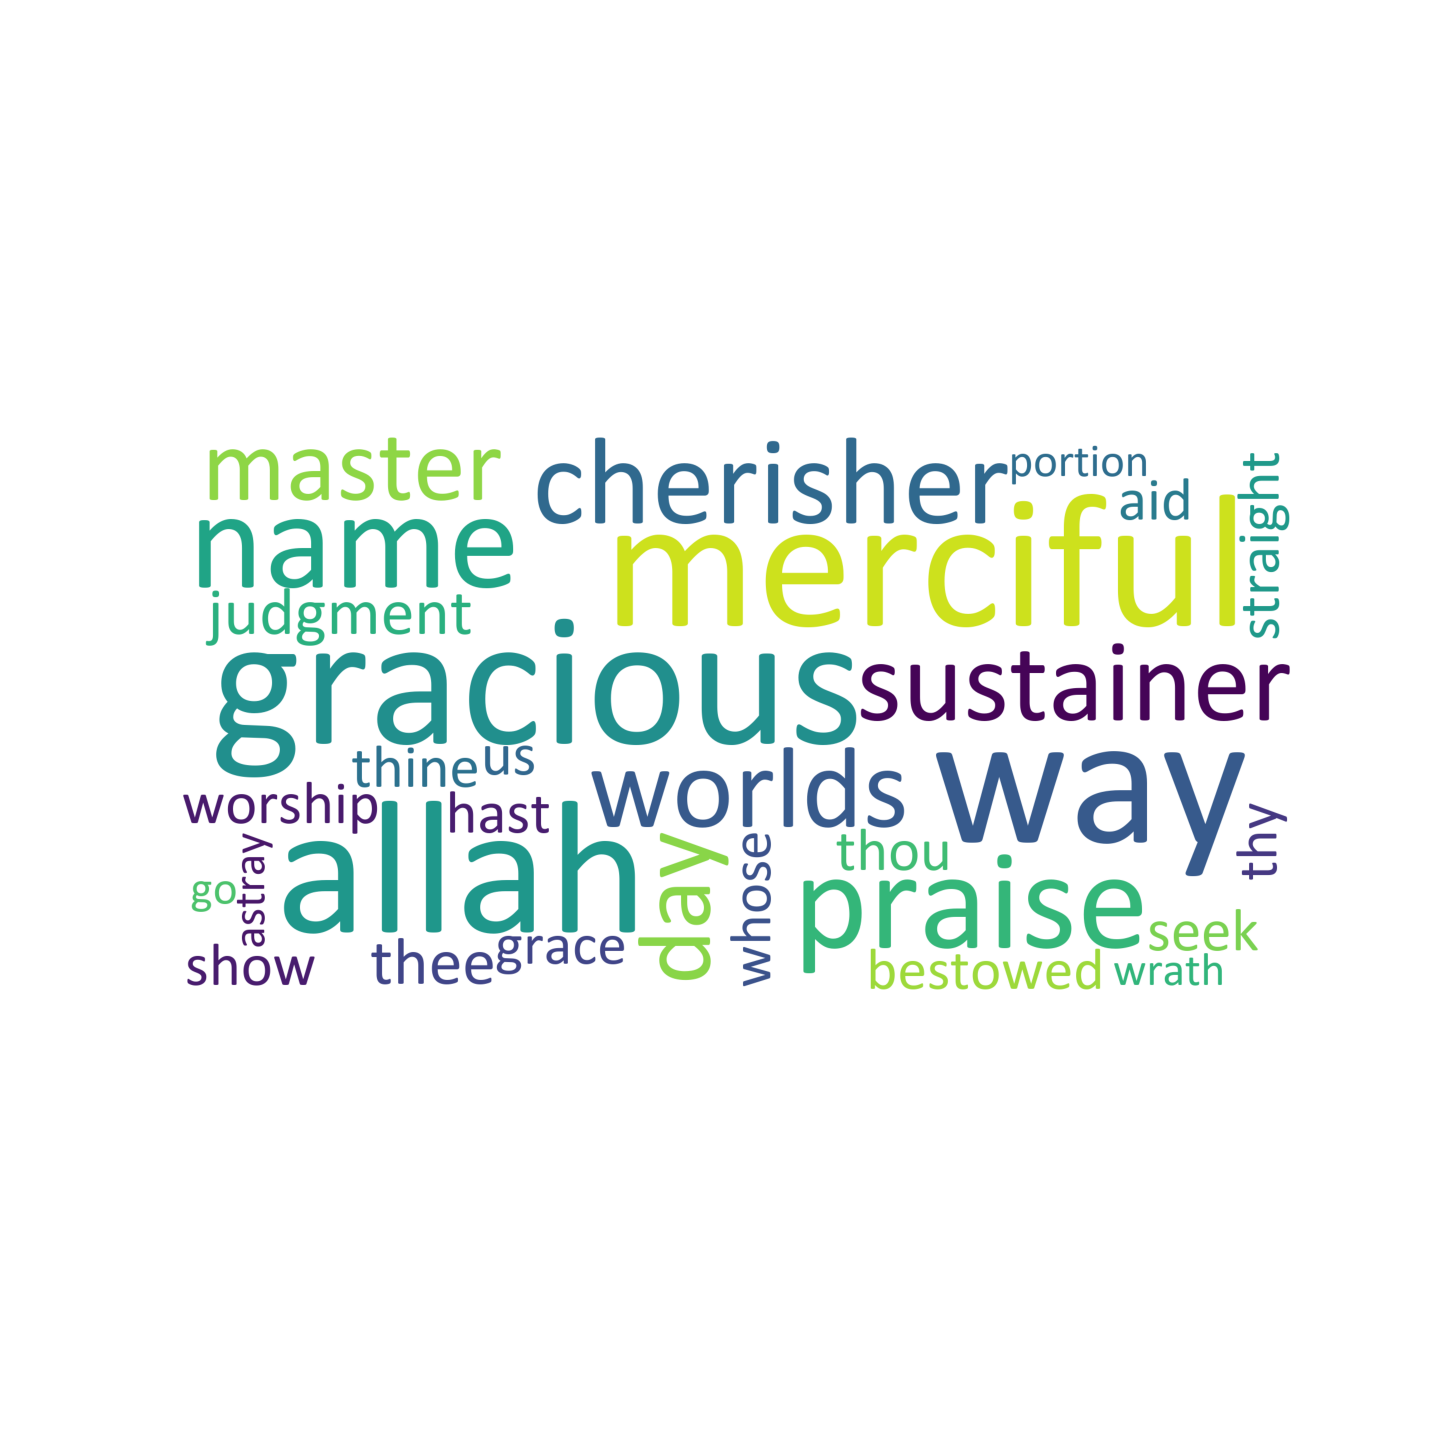 master
cherisher
portion
aid
straight
name
merciful
judgment
gracious
sustainer
thine
us
worlds
way
worship
hast
allah
day
whose
thou
thy
go
astray
praise
seek
show
thee
grace
bestowed
wrath